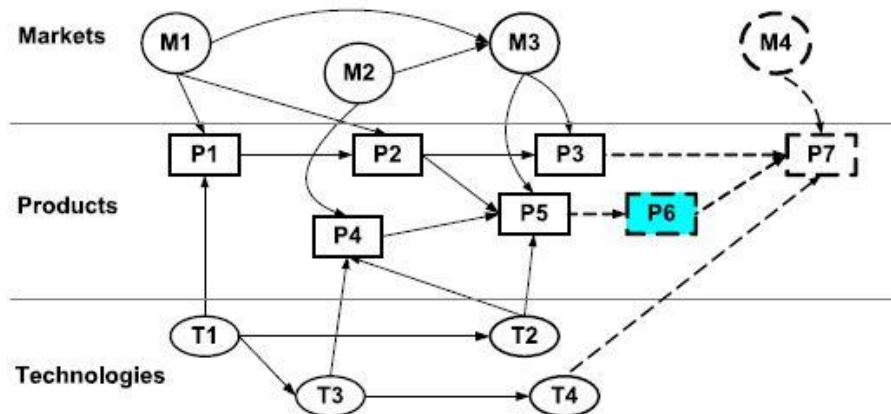 Markets
M1
M2
M3
M4
Products
P1
P2
P3
P7
P4
P5
P6
Technologies
T1
T2
T3
T4